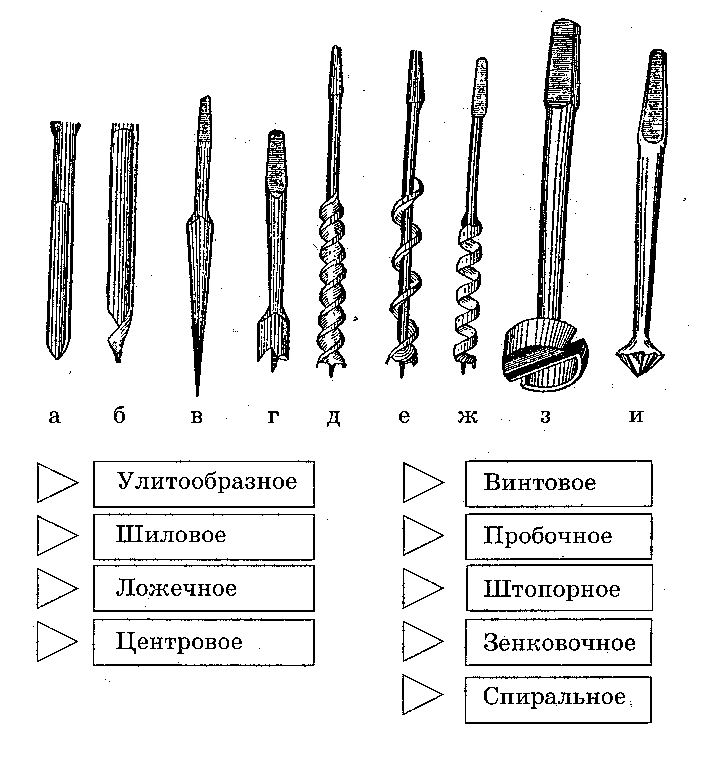 а б в г д е ж з и
Улитообразное
Шиловое
Ложечное
Центровое
Винтовое
Пробочное
Штопорное
Зенковочное
Спиральное